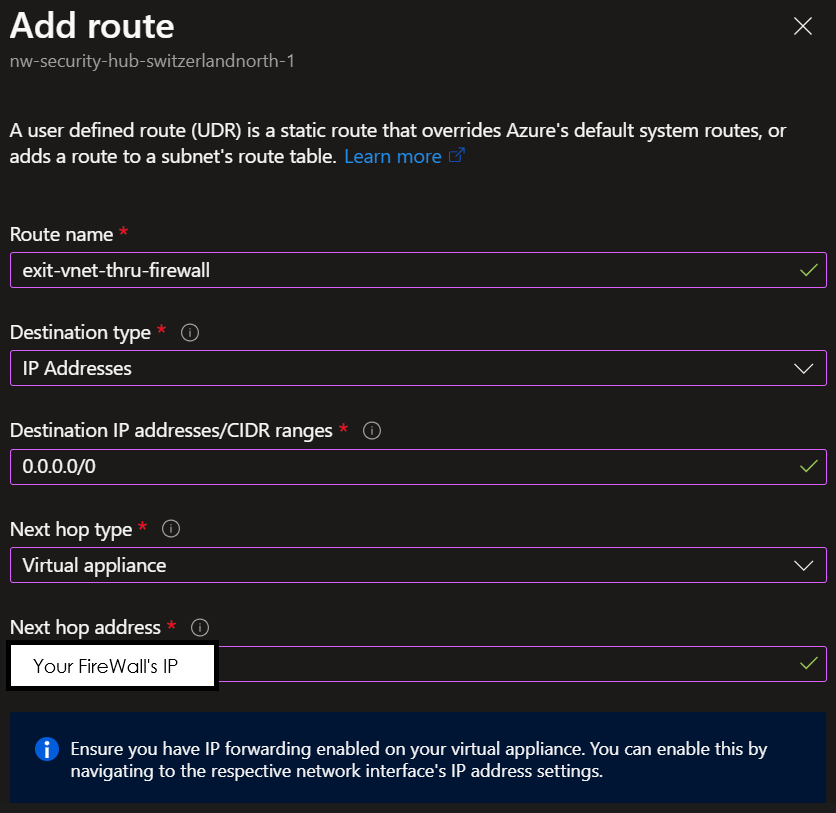 Add route
nw-security-hub-switzerlandnorth-1
A user defined route (UDR) is a static route that overrides Azure's default system routes, or
adds a route to a subnet's route table. Learn more
Route name *
exit-vnet-thru-firewall
Destination type *
IP Addresses
Destination IP addresses/CIDR ranges *
0.0.0.0/0
Next hop type *
Virtual appliance
Next hop address *
Your FireWall's IP
Ensure you have IP forwarding enabled on your virtual appliance. You can enable this by
navigating to the respective network interface's IP address settings.